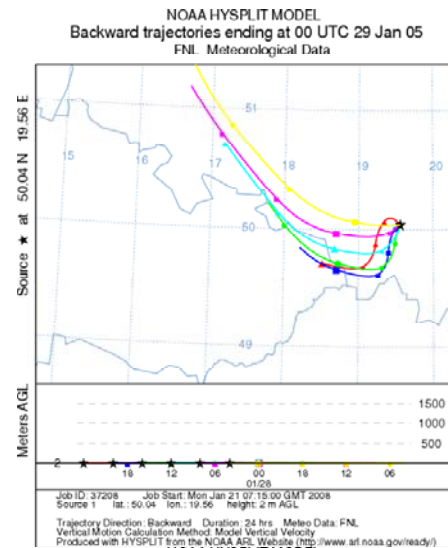 NOAA HYSPLIT MODEL
Backward trajectories ending at 00 UTC 29 Jan 05
FNL Meteorological Data
Source ★ at 50.04 N 19.56 E
15
16
17
18
19
20
51
50
49
Meters AGL
1500
1000
500
2
18 12 06 00 18 12 06
01/28
Job ID: 37208 Job Start: Mon Jan 21 07:15:00 GMT 2008
Source 1 lat.: 50.04 lon.: 19.56 height: 2 m AGL
Trajectory Direction: Backward Duration: 24 hrs Meteo Data: FNL
Vertical Motion Calculation Method: Model Vertical Velocity
Produced with HYSPLIT from the NOAA ARL Website (http://www.arl.noaa.gov/ready/)
NOAA HYSPLIT MODEL